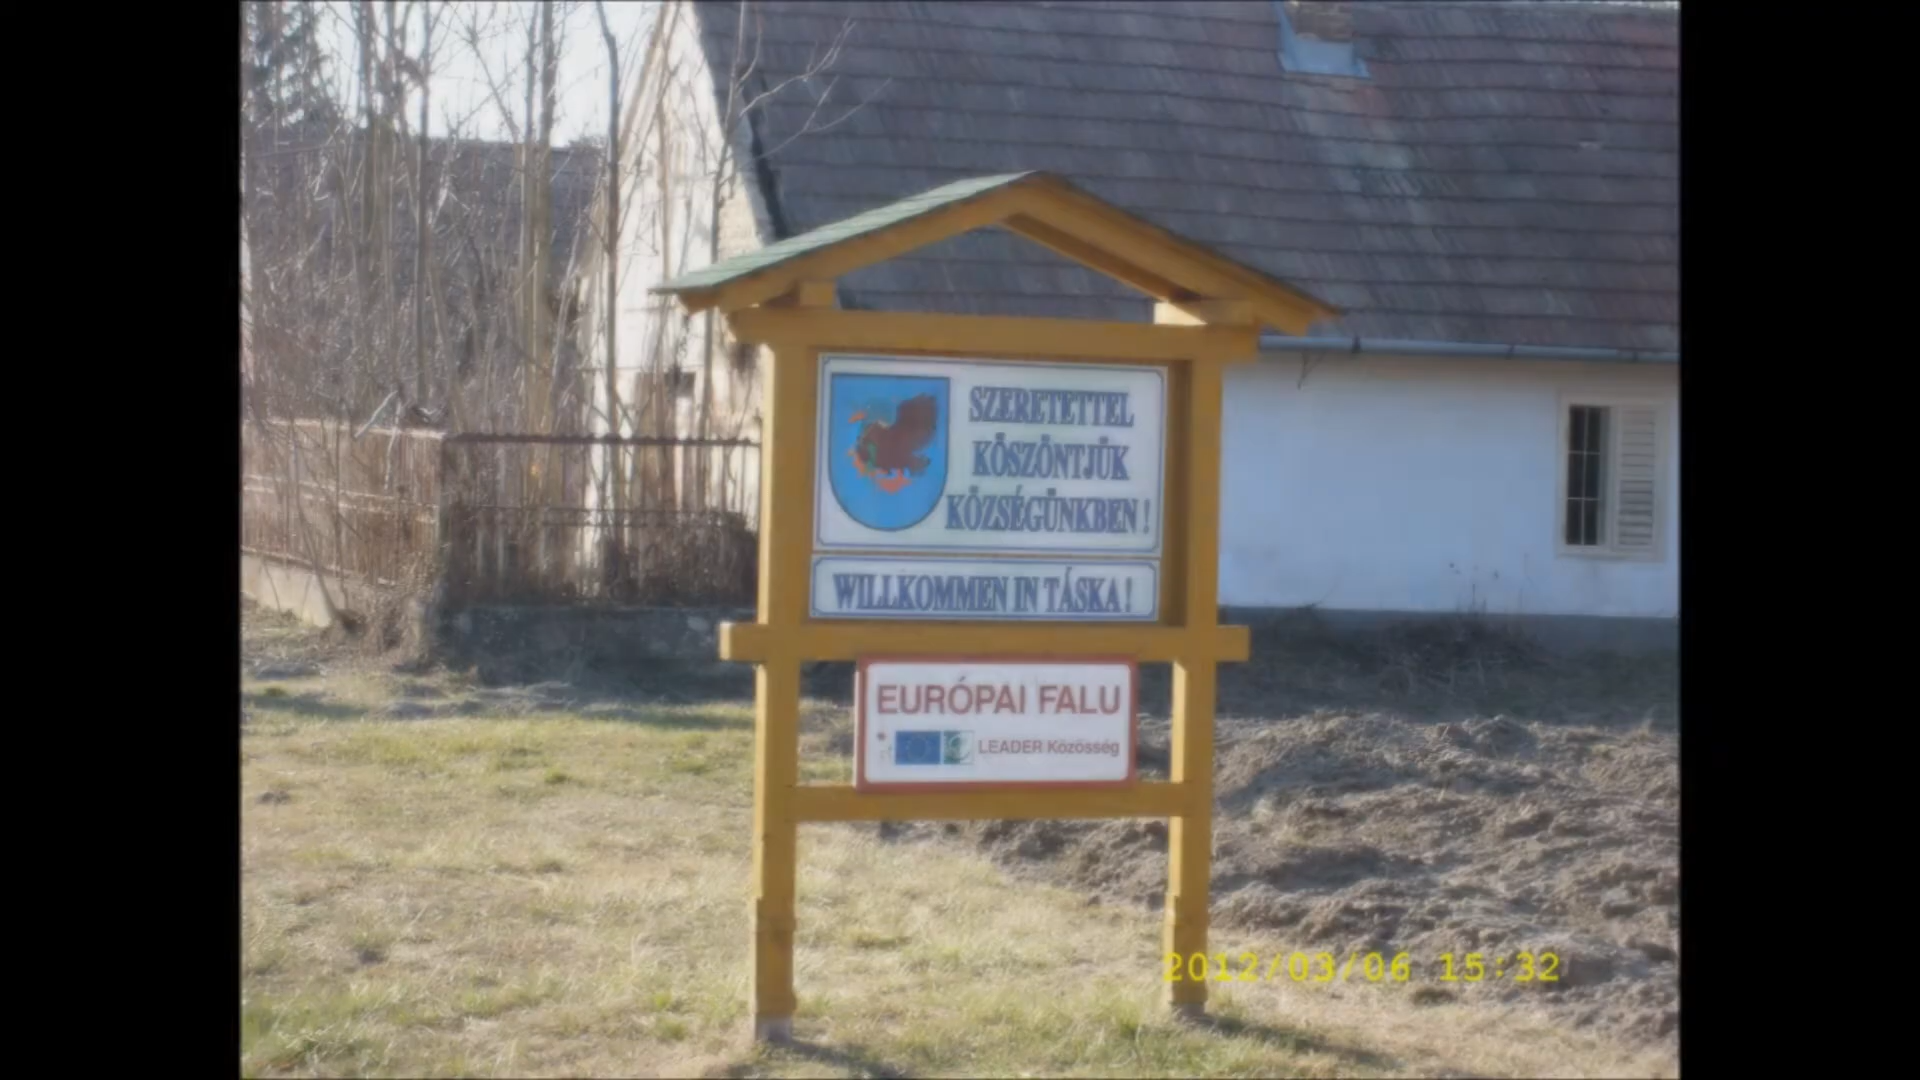 SZERETETTEL
KÖSZÖNTJÜK
KÖZSÉGÜNKBEN!
WILLKOMMEN IN TÁSKA!
EURÓPAI FALU
LEADER Közösség
2012/03/06 15:32